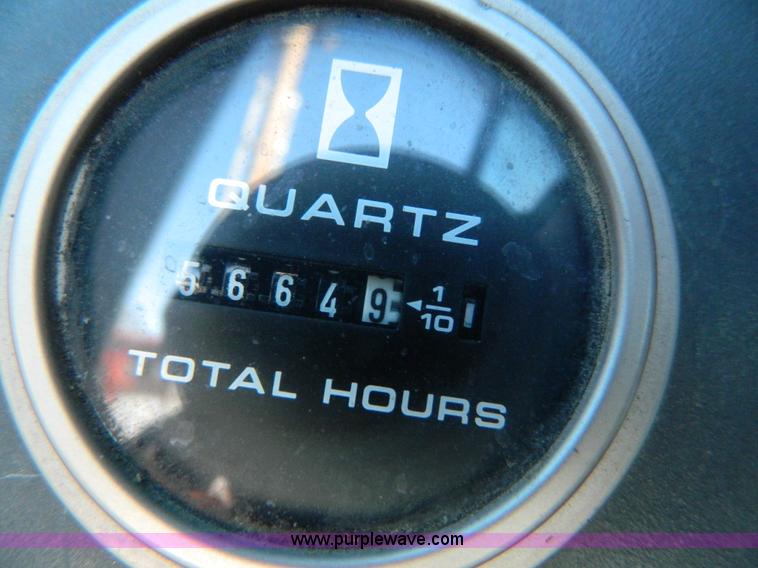 QUARTZ
56649 1/10
TOTAL HOURS
www.purplewave.com